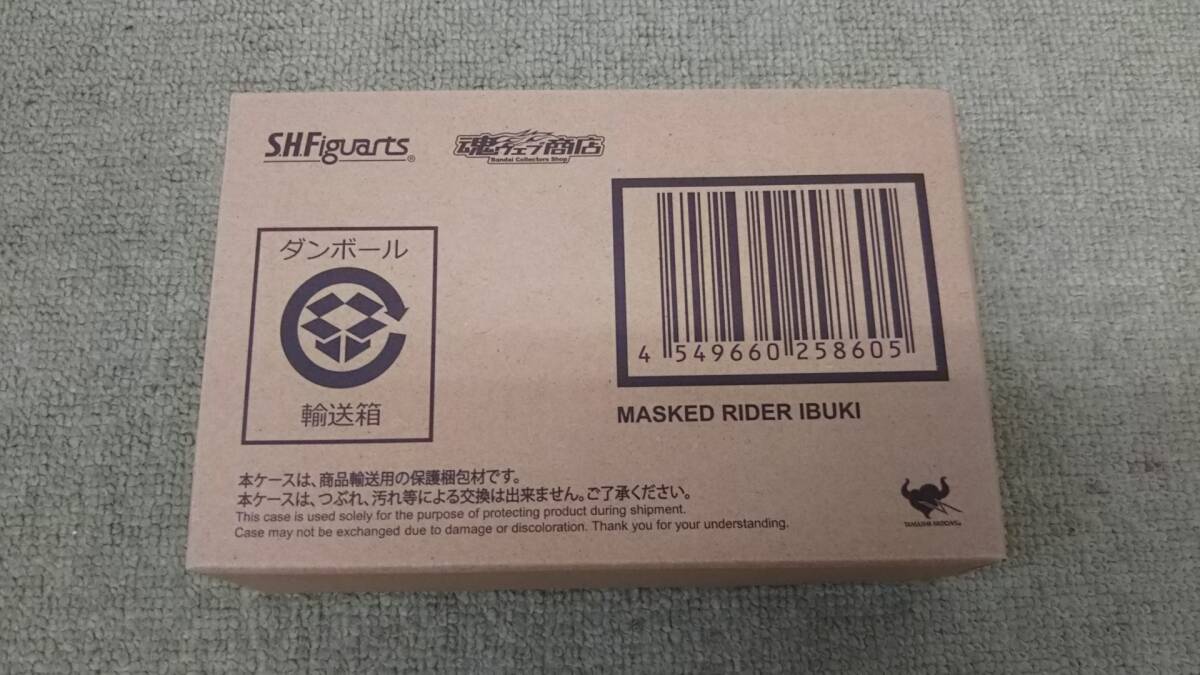 S.H.Figuarts®
魂ウェブ商店
Bandai Collectors Shop
ダンボール
輸送箱
4 549660 258605
MASKED RIDER IBUKI
本ケースは、商品輸送用の保護梱包材です。
本ケースは、つぶれ、汚れ等による交換は出来ません。ご了承ください。
This case is used solely for the purpose of protecting product during shipment.
Case may not be exchanged due to damage or discoloration. Thank you for your understanding.
TAMASHII NATIONS